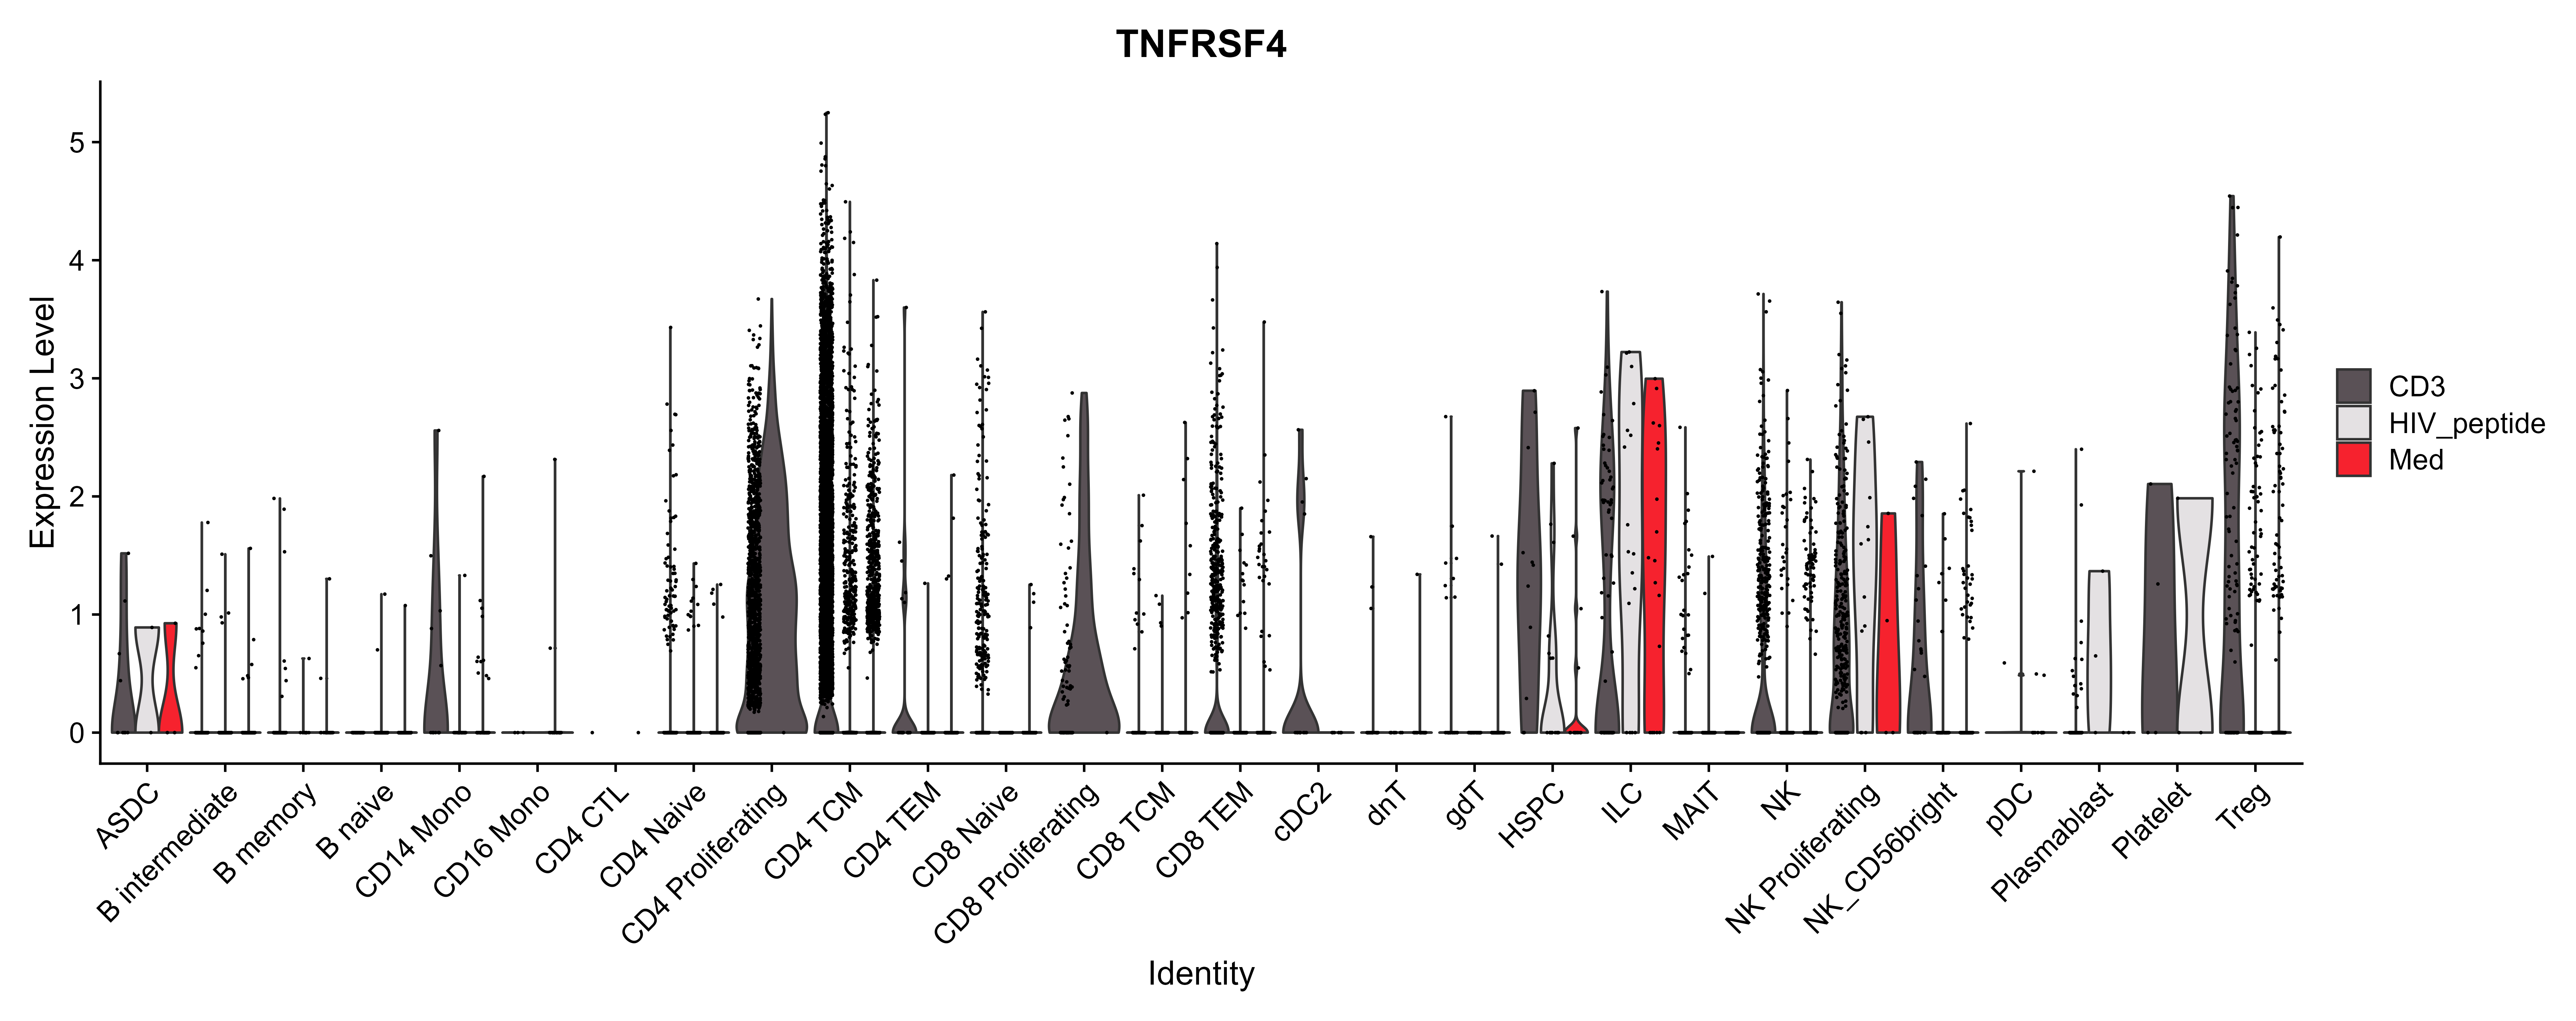 TNFRSF4
Expression Level
5
4
3
2
1
0
ASDC
B intermediate
B memory
B naive
CD14 Mono
CD16 Mono
CD4 CTL
CD4 Naive
CD4 Proliferating
CD4 TCM
CD4 TEM
CD8 Naive
CD8 Proliferating
CD8 TCM
CD8 TEM
cDC2
dnT
gdT
HSPC
ILC
MAIT
NK
NK Proliferating
NK_CD56bright
pDC
Plasmablast
Platelet
Treg
Identity
CD3
HIV_peptide
Med